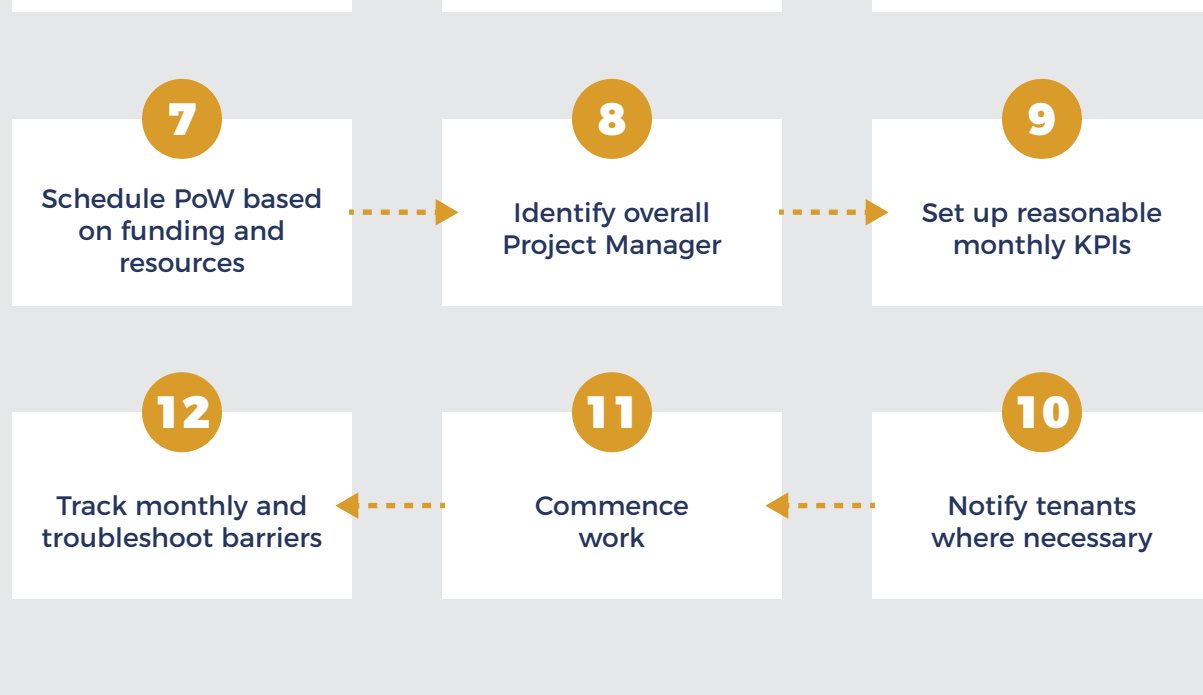 7
Schedule PoW based
on funding and
resources
8
Identify overall
Project Manager
9
Set up reasonable
monthly KPIs
10
Notify tenants
where necessary
11
Commence
work
12
Track monthly and
troubleshoot barriers